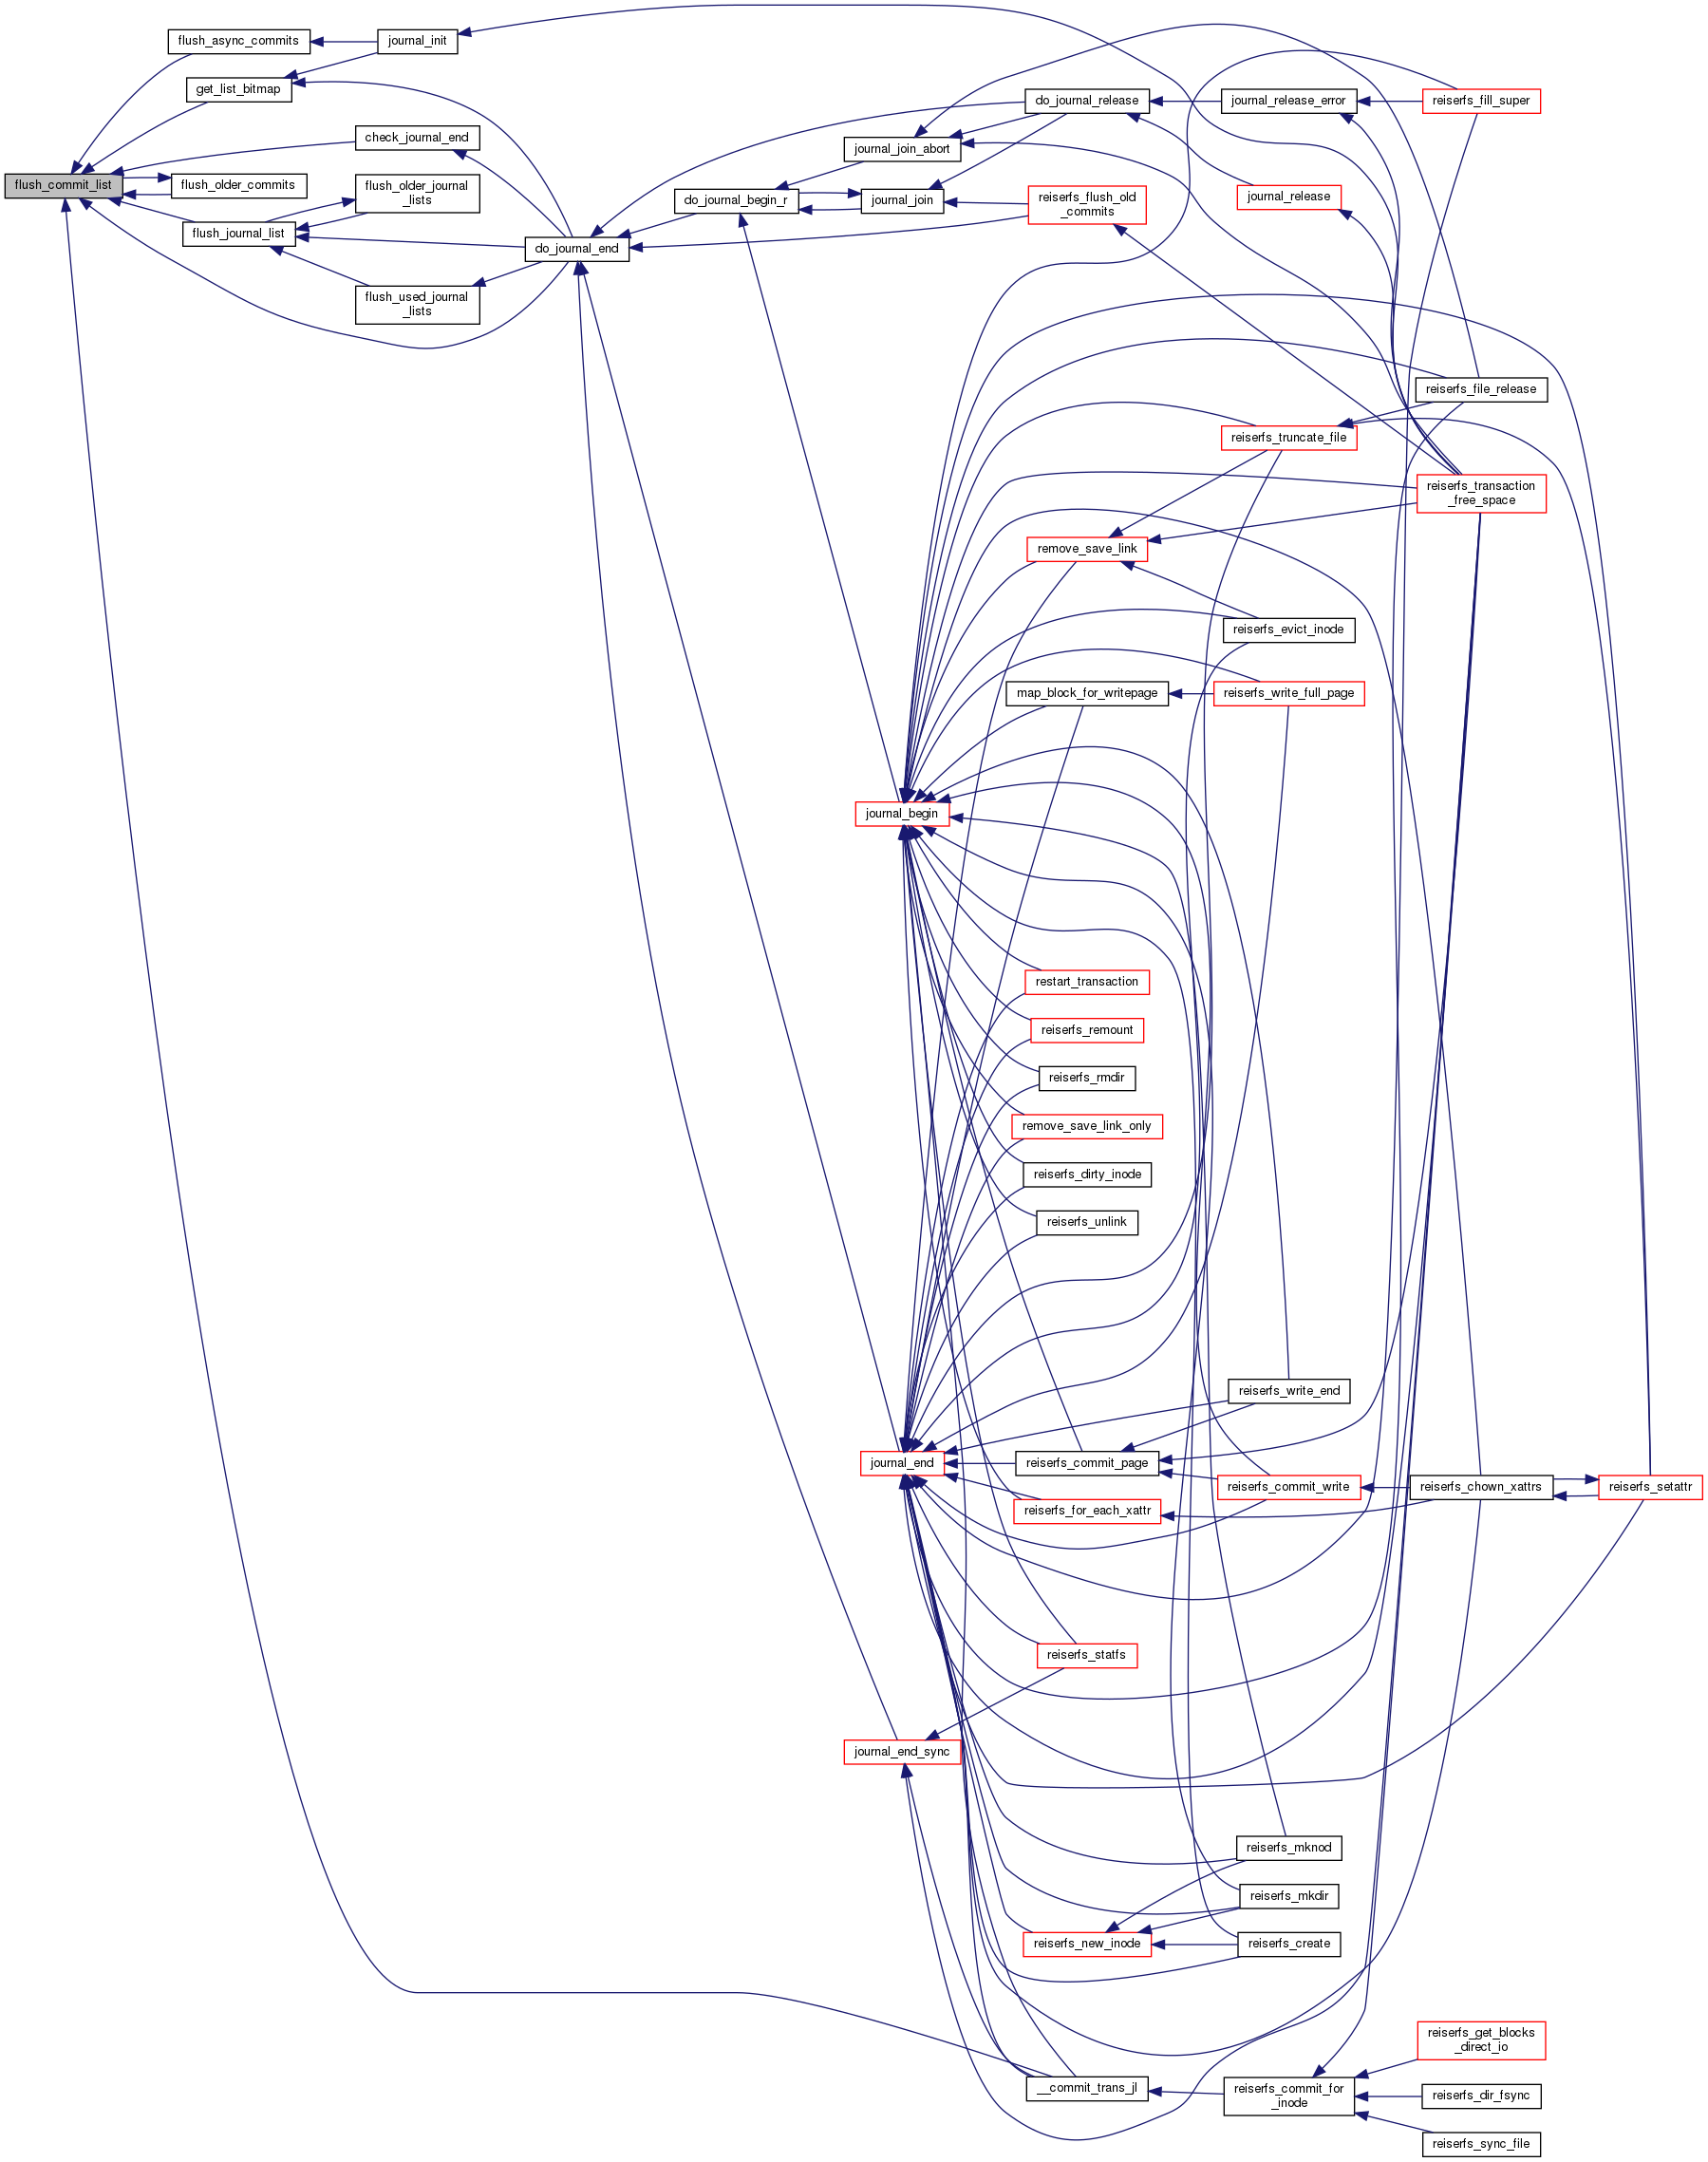 flush_async_commits
journal_init
get_list_bitmap
do_journal_release
journal_release_error
reiserfs_fill_super
check_journal_end
journal_join_abort
flush_commit_list
flush_older_commits
flush_older_journal
_lists
do_journal_begin_r
journal_join
reiserfs_flush_old
_commits
journal_release
flush_journal_list
do_journal_end
flush_used_journal
_lists
reiserfs_file_release
reiserfs_truncate_file
reiserfs_transaction
_free_space
remove_save_link
reiserfs_evict_inode
map_block_for_writepage
reiserfs_write_full_page
journal_begin
restart_transaction
reiserfs_remount
reiserfs_rmdir
remove_save_link_only
reiserfs_dirty_inode
reiserfs_unlink
reiserfs_write_end
journal_end
reiserfs_commit_page
reiserfs_commit_write
reiserfs_chown_xattrs
reiserfs_setattr
reiserfs_for_each_xattr
reiserfs_statfs
journal_end_sync
reiserfs_mknod
reiserfs_mkdir
reiserfs_new_inode
reiserfs_create
reiserfs_get_blocks
_direct_io
__commit_trans_jl
reiserfs_commit_for
_inode
reiserfs_dir_fsync
reiserfs_sync_file